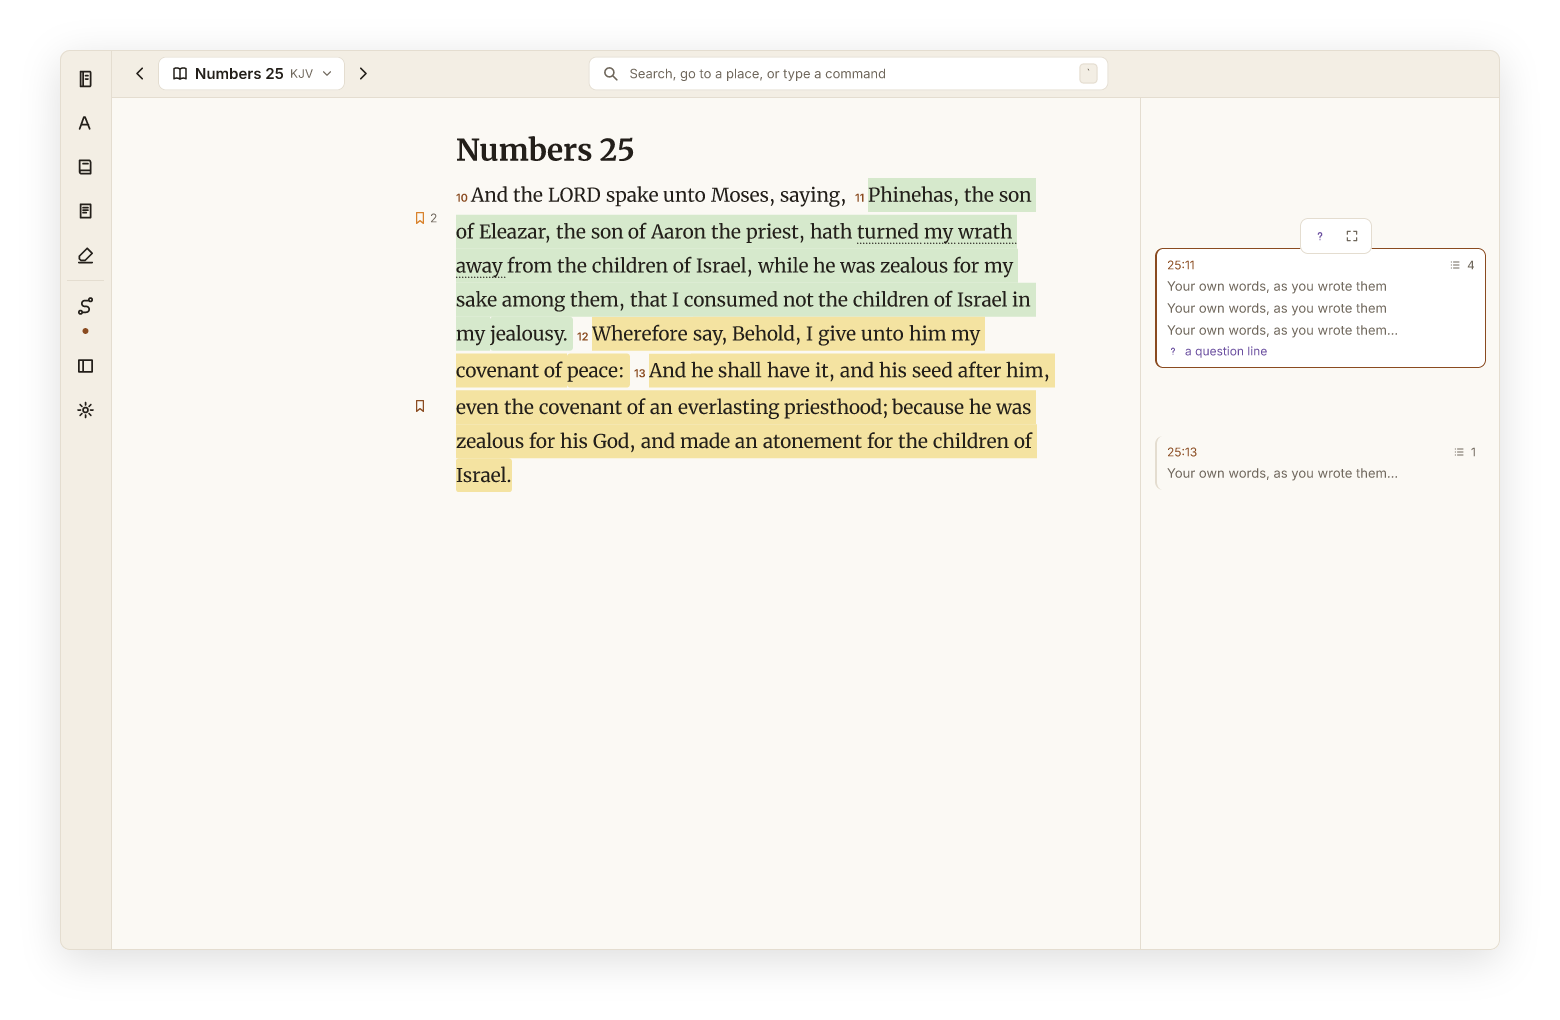 Numbers 25 KJV
Search, go to a place, or type a command
Numbers 25
10 And the LORD spake unto Moses, saying, 11 Phinehas, the son
2
of Eleazar, the son of Aaron the priest, hath turned my wrath
away from the children of Israel, while he was zealous for my
sake among them, that I consumed not the children of Israel in
my jealousy. 12 Wherefore say, Behold, I give unto him my
covenant of peace: 13 And he shall have it, and his seed after him,
even the covenant of an everlasting priesthood; because he was
zealous for his God, and made an atonement for the children of
Israel.
?
25:11 4
Your own words, as you wrote them
Your own words, as you wrote them
Your own words, as you wrote them...
? a question line
25:13 1
Your own words, as you wrote them...